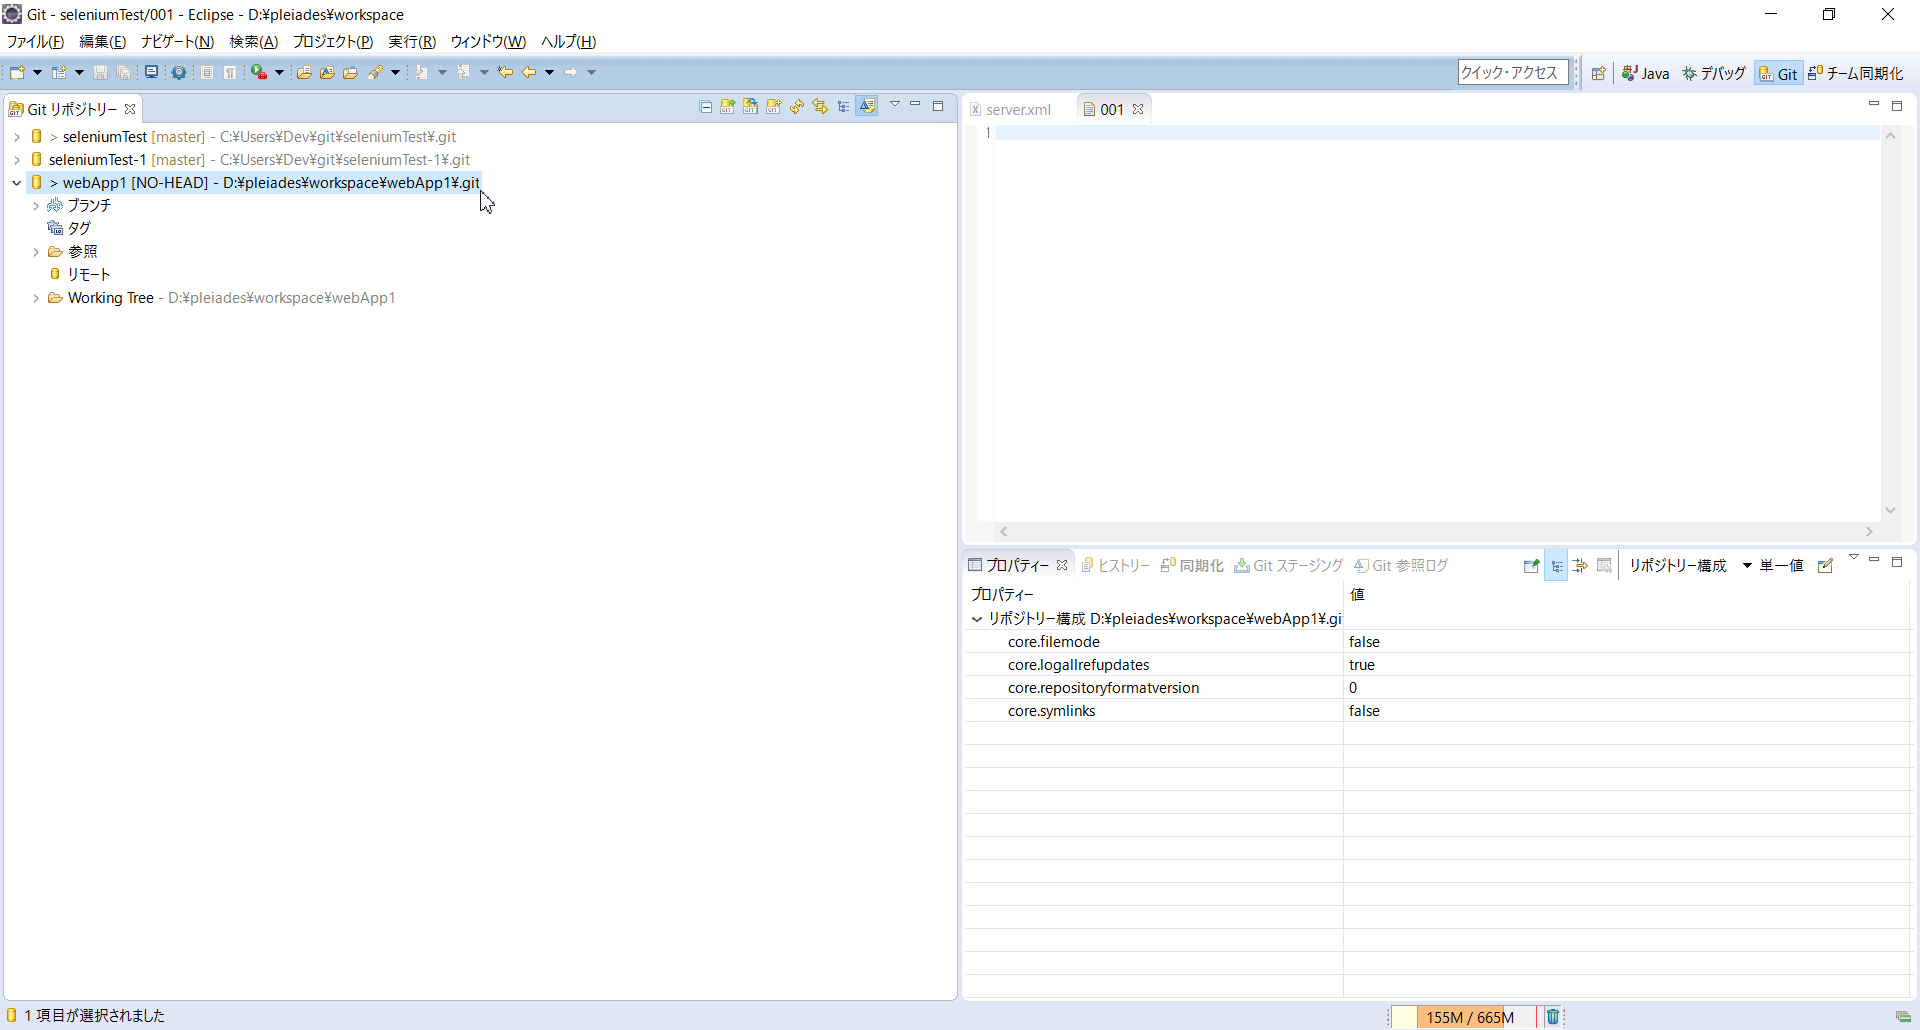 Git - seleniumTest/001 - Eclipse - D:¥pleiades¥workspace
ファイル(F) 編集(E) ナビゲート(N) 検索(A) プロジェクト(P) 実行(R) ウィンドウ(W) ヘルプ(H)
クイック・アクセス Java デバッグ Git チーム同期化
Git リポジトリー
> seleniumTest [master] - C:¥Users¥Dev¥git¥seleniumTest¥.git
seleniumTest-1 [master] - C:¥Users¥Dev¥git¥seleniumTest-1¥.git
> webApp1 [NO-HEAD] - D:¥pleiades¥workspace¥webApp1¥.git
ブランチ
タグ
参照
リモート
Working Tree - D:¥pleiades¥workspace¥webApp1
server.xml 001
1
プロパティー ヒストリー 同期化 Git ステージング Git 参照ログ リポジトリー構成 単一値
プロパティー 値
リポジトリー構成 D:¥pleiades¥workspace¥webApp1¥.gi
core.filemode false
core.logallrefupdates true
core.repositoryformatversion 0
core.symlinks false
1 項目が選択されました
155M / 665M